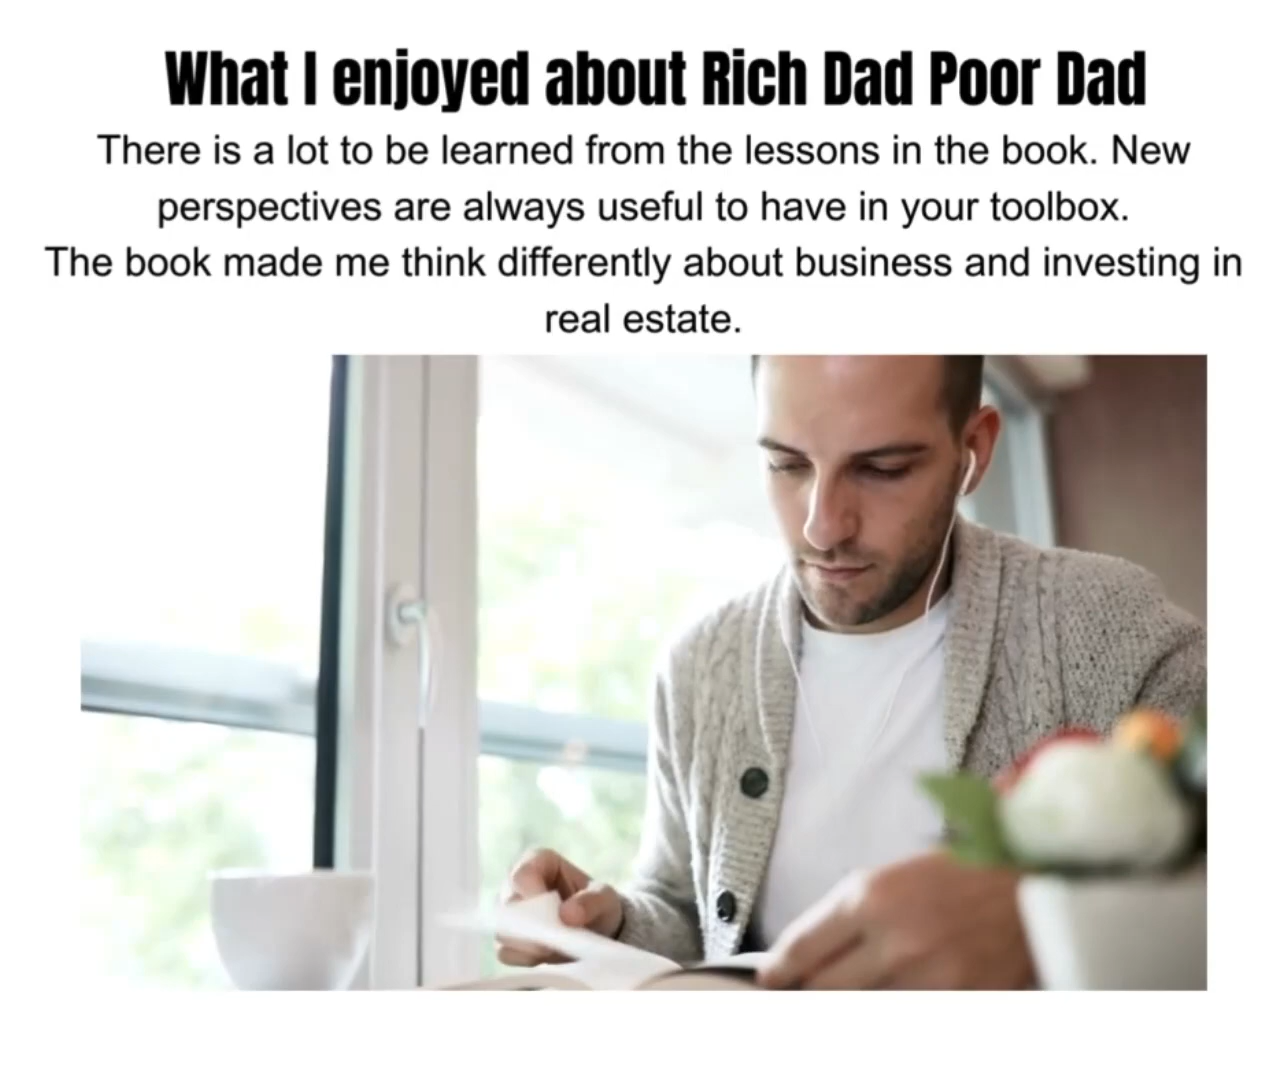 What I enjoyed about Rich Dad Poor Dad
There is a lot to be learned from the lessons in the book. New
perspectives are always useful to have in your toolbox.
The book made me think differently about business and investing in
real estate.